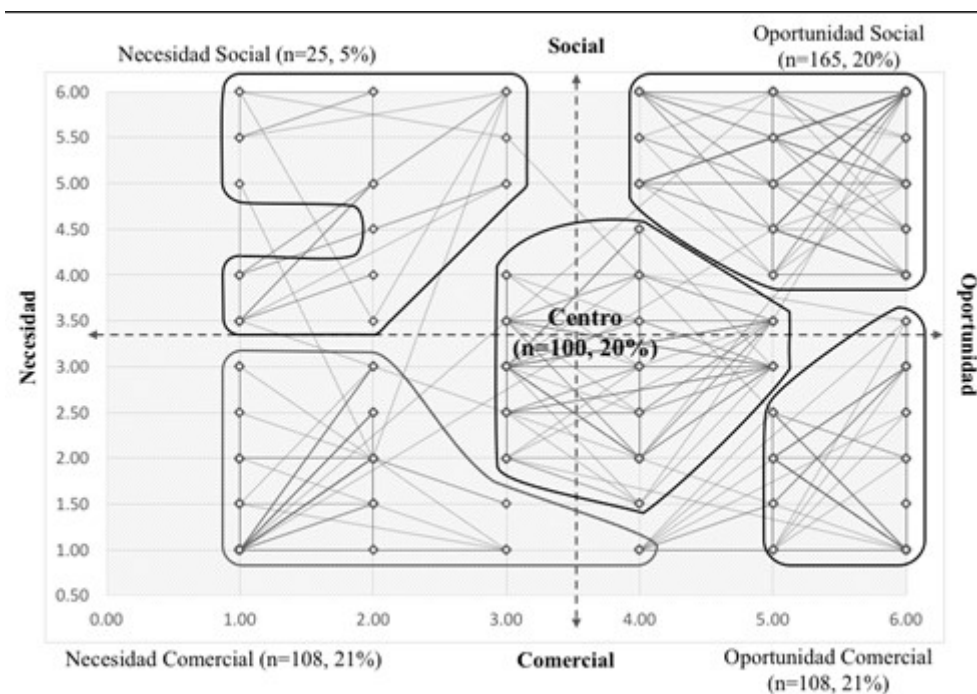 Necesidad Social (n=25, 5%)
Social
Oportunidad Social
(n=165, 20%)
6.00
5.50
5.00
4.50
4.00
3.50
3.00
2.50
2.00
1.50
1.00
0.50
Necesidad
Centro
(n=100, 20%)
Oportunidad
0.00
1.00
2.00
3.00
4.00
5.00
6.00
Necesidad Comercial (n=108, 21%)
Comercial
Oportunidad Comercial
(n=108, 21%)